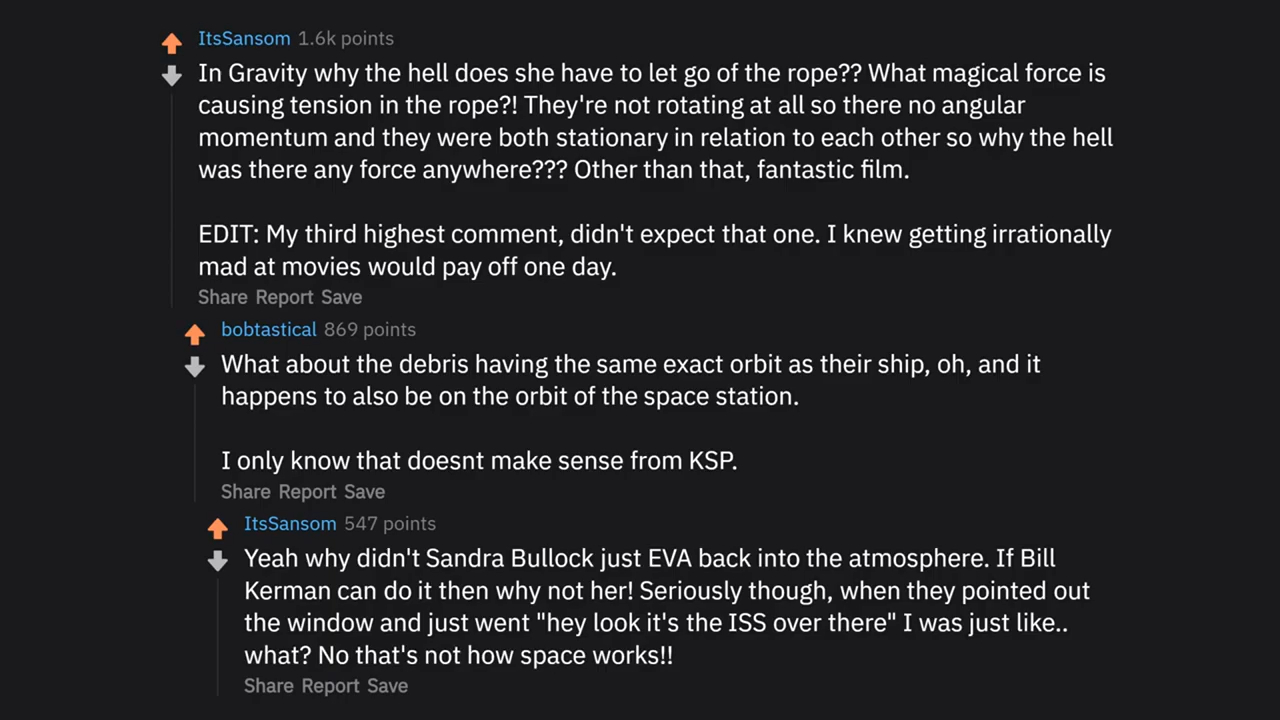 ItsSansom 1.6k points
In Gravity why the hell does she have to let go of the rope?? What magical force is
causing tension in the rope?! They're not rotating at all so there no angular
momentum and they were both stationary in relation to each other so why the hell
was there any force anywhere??? Other than that, fantastic film.
EDIT: My third highest comment, didn't expect that one. I knew getting irrationally
mad at movies would pay off one day.
Share Report Save
bobtastical 869 points
What about the debris having the same exact orbit as their ship, oh, and it
happens to also be on the orbit of the space station.
I only know that doesnt make sense from KSP.
Share Report Save
ItsSansom 547 points
Yeah why didn't Sandra Bullock just EVA back into the atmosphere. If Bill
Kerman can do it then why not her! Seriously though, when they pointed out
the window and just went "hey look it's the ISS over there" I was just like..
what? No that's not how space works!!
Share Report Save